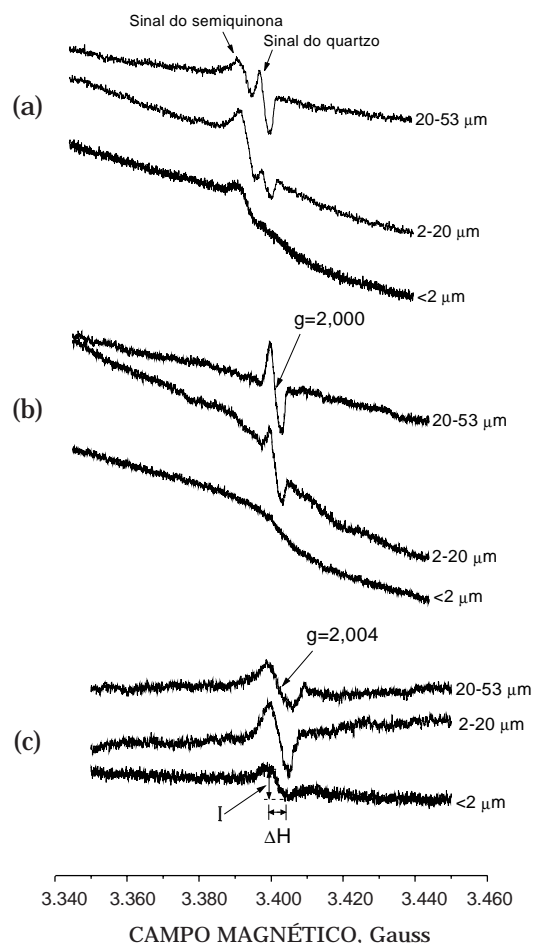 Sinal do semiquinona
Sinal do quartzo
(a)
20-53 μm
2-20 μm
<2 μm
g=2,000
(b)
20-53 μm
2-20 μm
<2 μm
g=2,004
20-53 μm
(c)
2-20 μm
<2 μm
I
ΔH
3.340 3.360 3.380 3.400 3.420 3.440 3.460
CAMPO MAGNÉTICO, Gauss